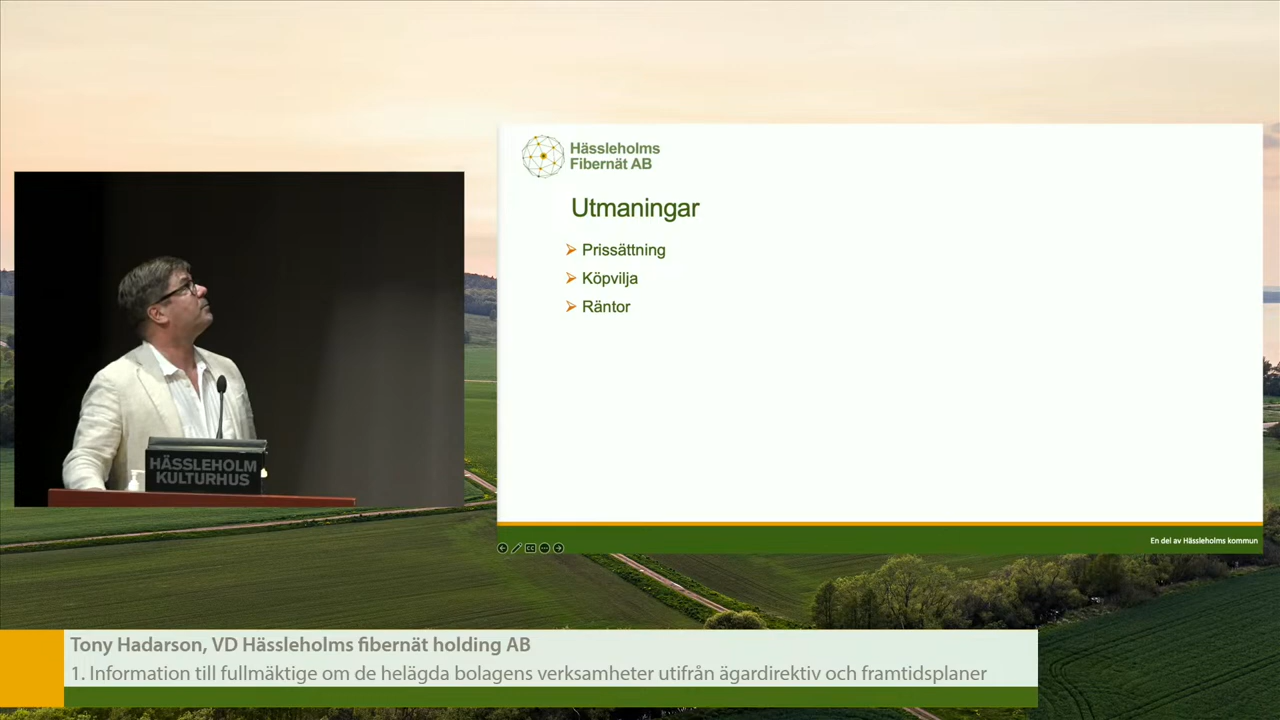 Hässleholms
Fibernät AB
Utmaningar
Prissättning
Köpvilja
Räntor
HÄSSLEHOLM
KULTURHUS
En del av Hässleholms kommun
Tony Hadarson, VD Hässleholms fibernät holding AB
1. Information till fullmäktige om de helägda bolagens verksamheter utifrån ägardirektiv och framtidsplaner